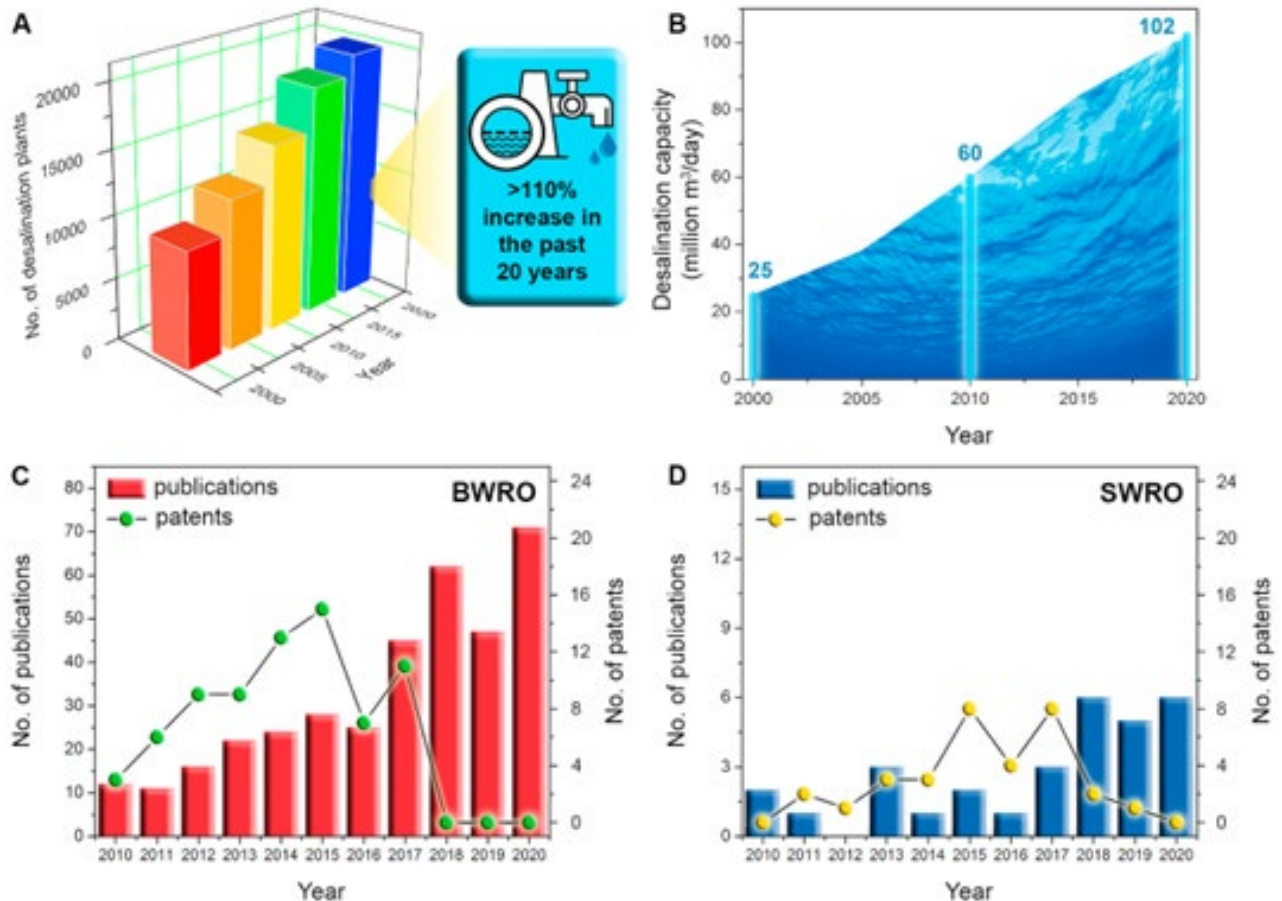 A
No. of desalination plants
20000
15000
10000
5000
0
2000
2005
2010
2015
2020
Year
>110%
increase in
the past
20 years
B
Desalination capacity
(million m³/day)
100
80
60
40
20
0
25
60
102
2000 2005 2010 2015 2020
Year
C
publications
patents
BWRO
No. of publications
80
70
60
50
40
30
20
10
0
No. of patents
24
20
16
12
8
4
0
2010 2011 2012 2013 2014 2015 2016 2017 2018 2019 2020
Year
D
publications
patents
SWRO
No. of publications
15
12
9
6
3
0
No. of patents
24
20
16
12
8
4
0
2010 2011 2012 2013 2014 2015 2016 2017 2018 2019 2020
Year